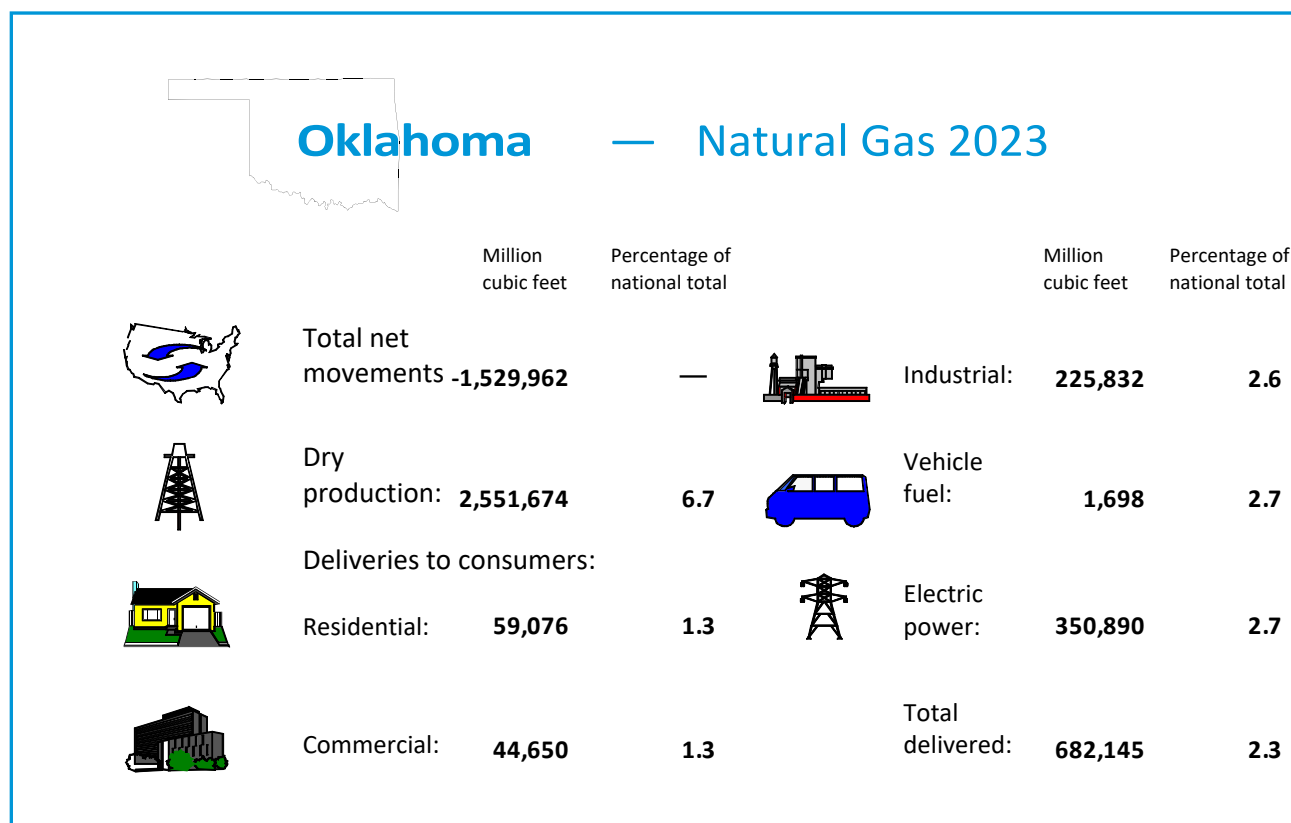 Oklahoma — Natural Gas 2023
Million Percentage of Million Percentage of
cubic feet national total cubic feet national total
Total net
movements -1,529,962 — Industrial: 225,832 2.6
Dry Vehicle
production: 2,551,674 6.7 fuel: 1,698 2.7
Deliveries to consumers:
Electric
Residential: 59,076 1.3 power: 350,890 2.7
Total
Commercial: 44,650 1.3 delivered: 682,145 2.3